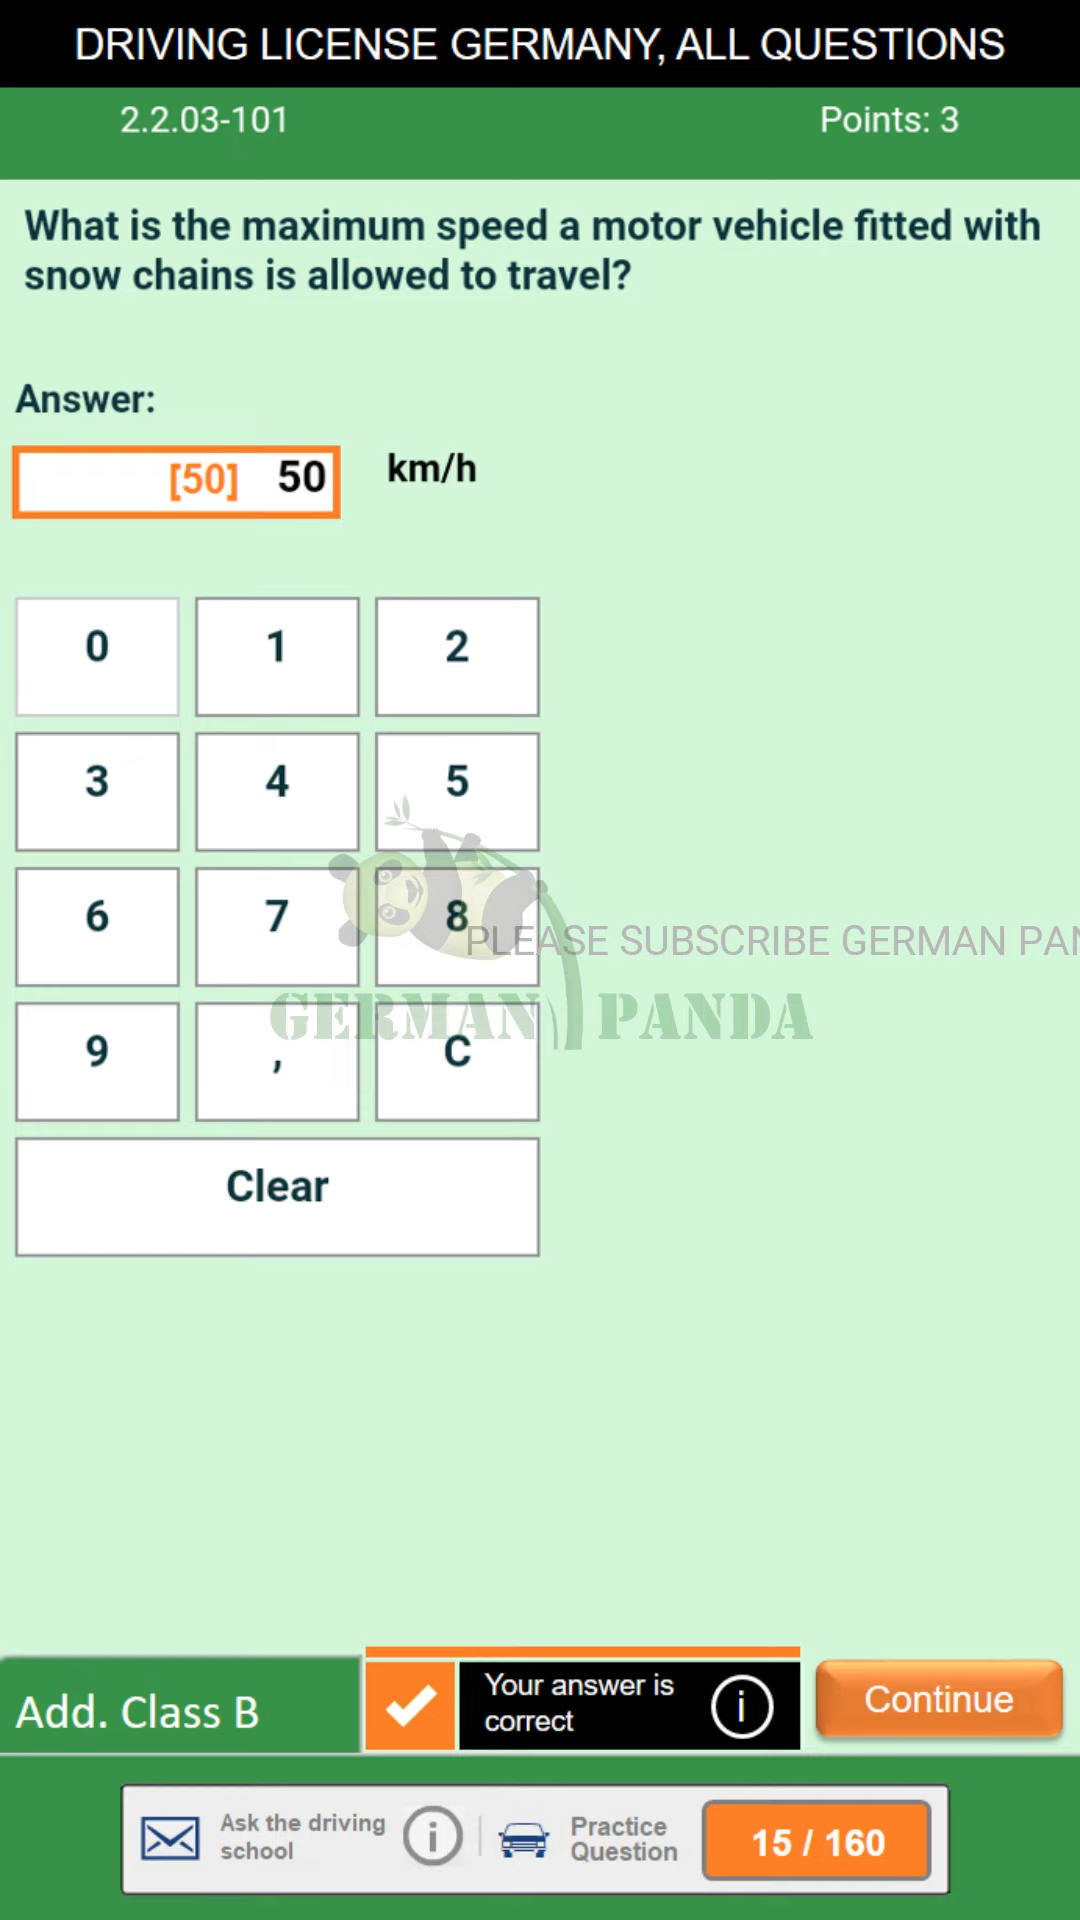 DRIVING LICENSE GERMANY, ALL QUESTIONS
2.2.03-101 Points: 3
What is the maximum speed a motor vehicle fitted with
snow chains is allowed to travel?
Answer:
[50] 50 km/h
0 1 2
3 4 5
6 7 8
PLEASE SUBSCRIBE GERMAN PAN
GERMAN PANDA
9 , C
Clear
Add. Class B
Your answer is
correct
i
Continue
Ask the driving
school
i
Practice
Question
15 / 160